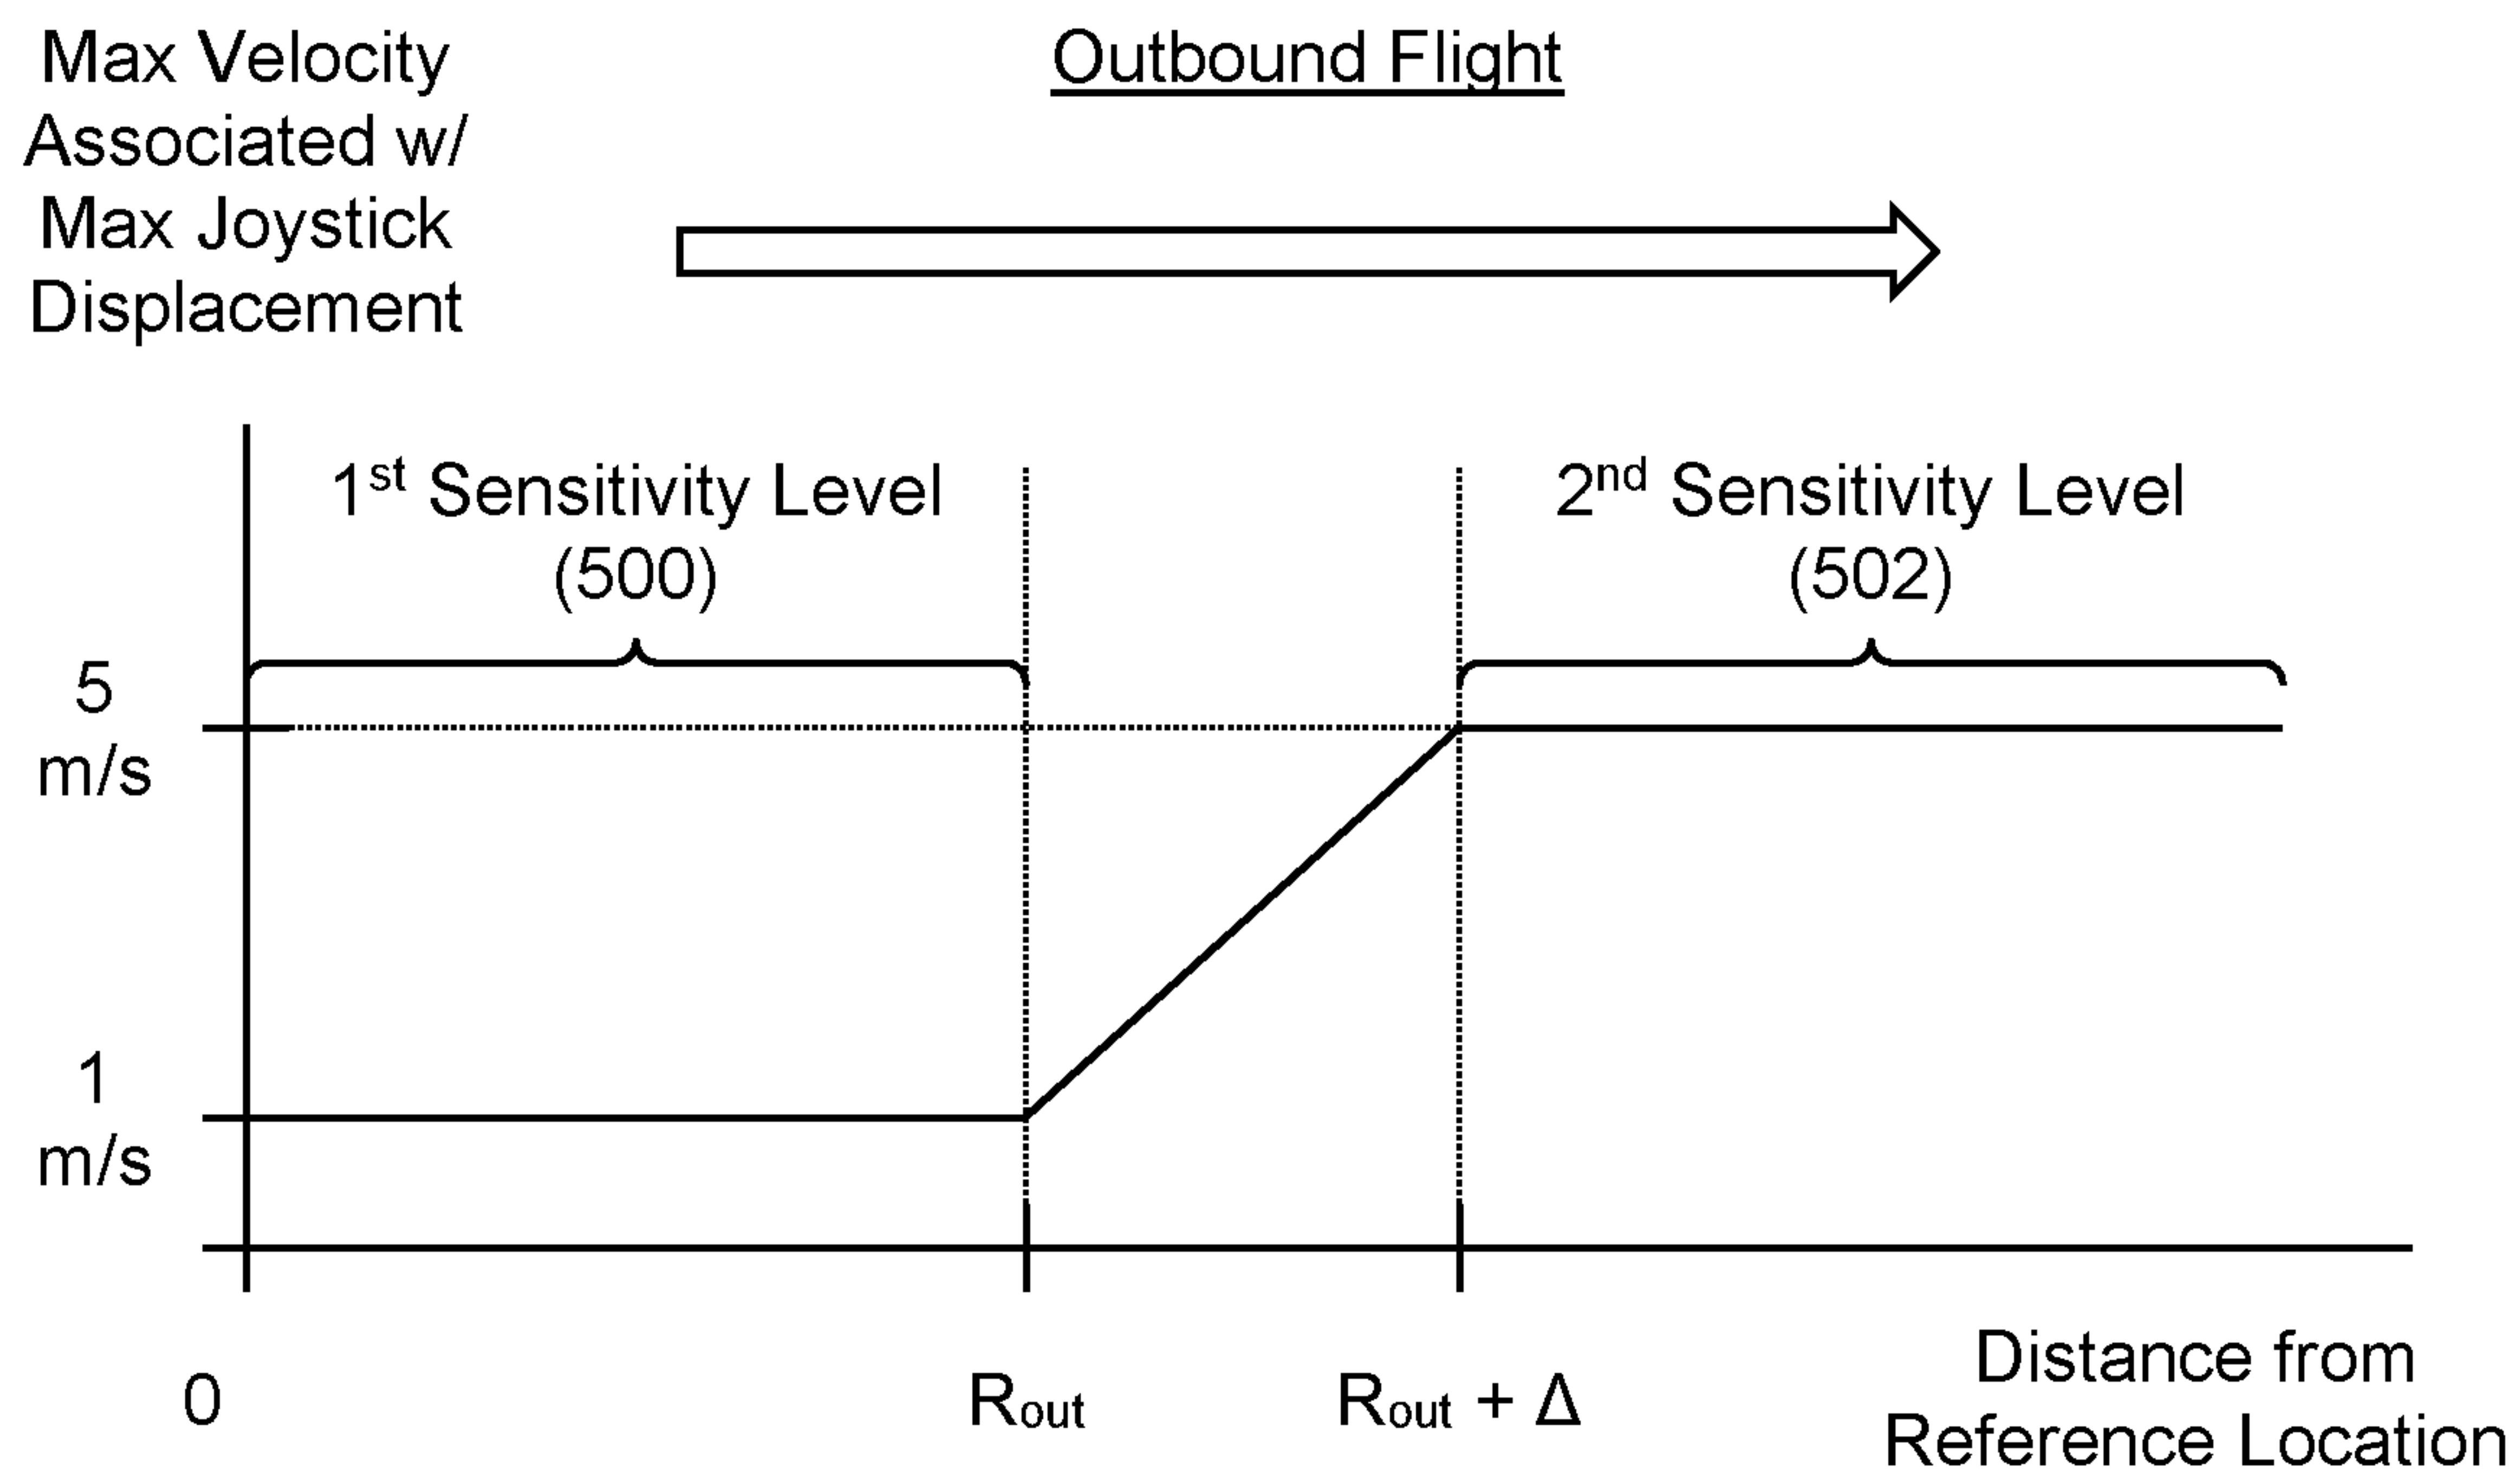 Max Velocity
Associated w/
Max Joystick
Displacement
Outbound Flight
1st Sensitivity Level
(500)
2nd Sensitivity Level
(502)
5
m/s
1
m/s
0
Rout
Rout + Δ
Distance from
Reference Location